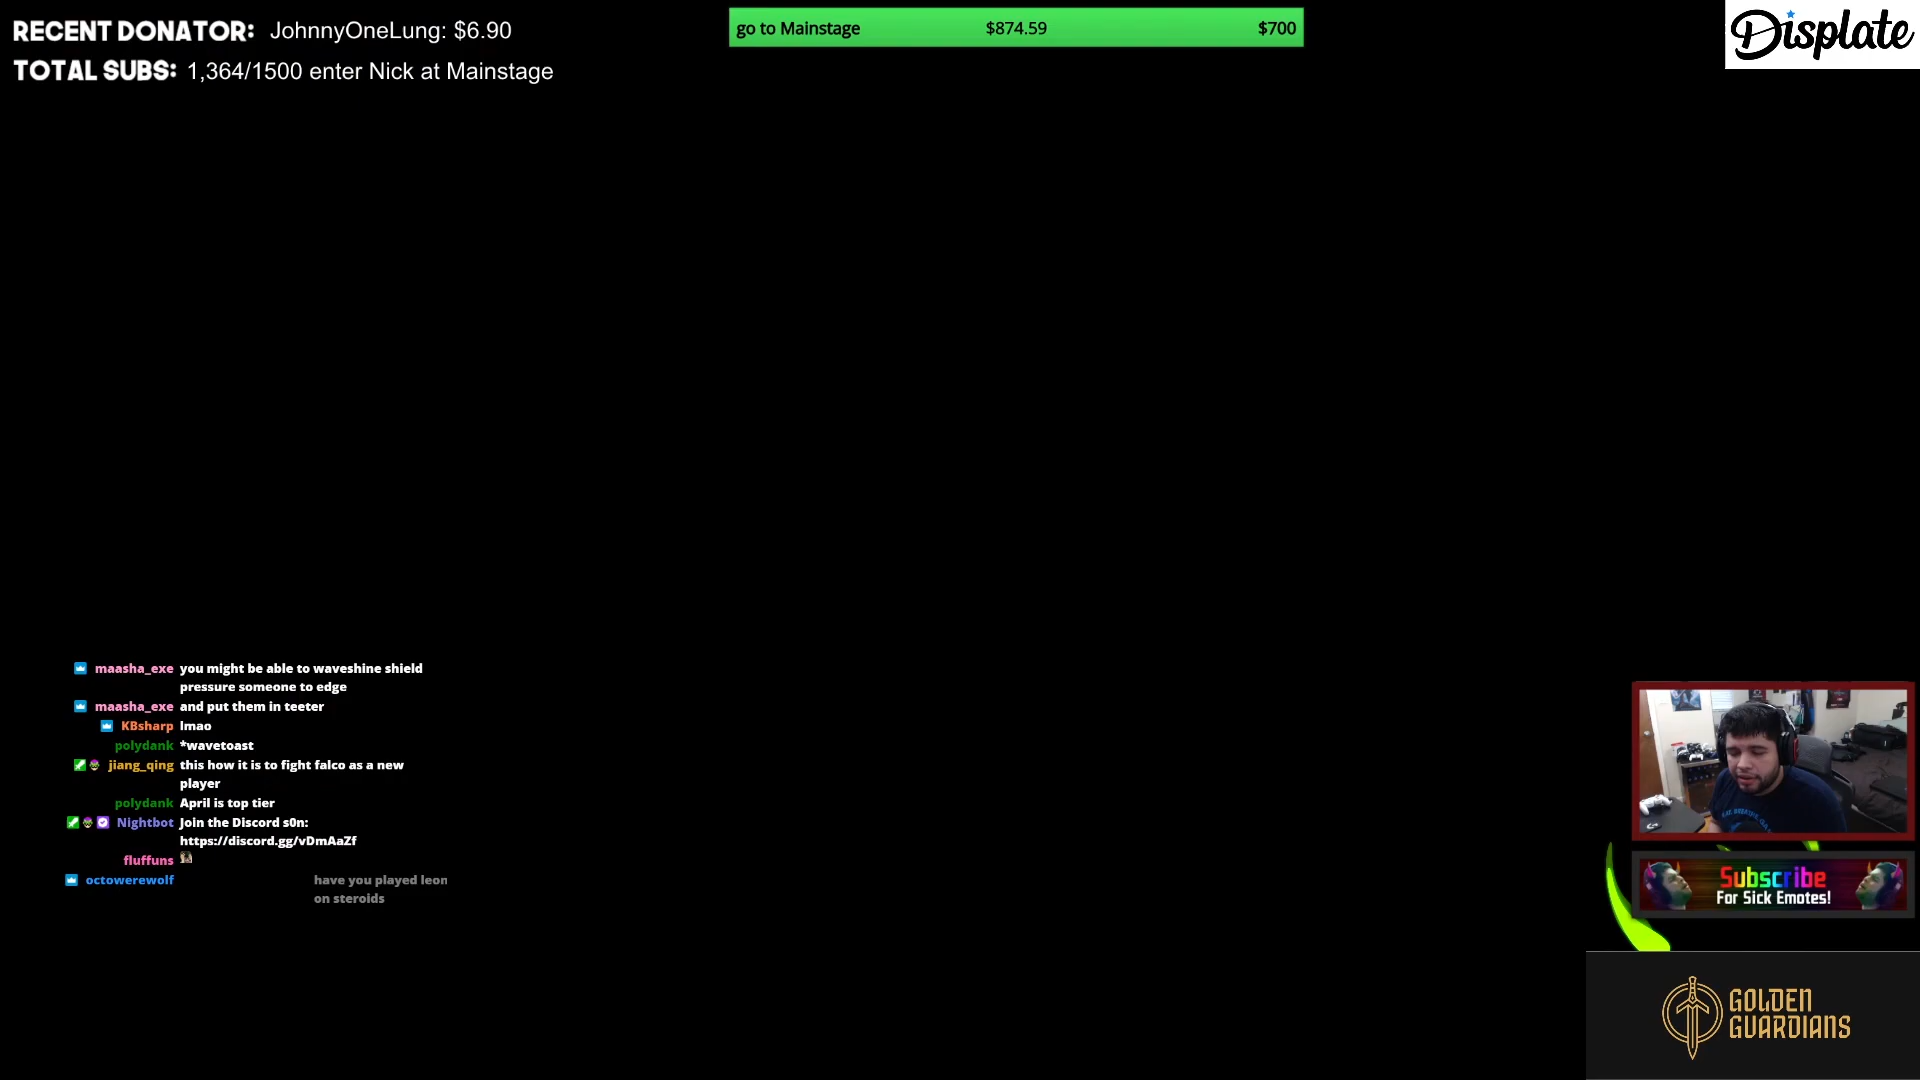 RECENT DONATOR: JohnnyOneLung: $6.90
TOTAL SUBS: 1,364/1500 enter Nick at Mainstage
go to Mainstage $874.59 $700
Displate
maasha_exe you might be able to waveshine shield
pressure someone to edge
maasha_exe and put them in teeter
KBsharp lmao
polydank *wavetoast
jiang_qing this how it is to fight falco as a new
player
polydank April is top tier
Nightbot Join the Discord s0n:
https://discord.gg/vDmAaZf
fluffuns
octowerewolf have you played leon
on steroids
Subscribe
For Sick Emotes!
GOLDEN
GUARDIANS